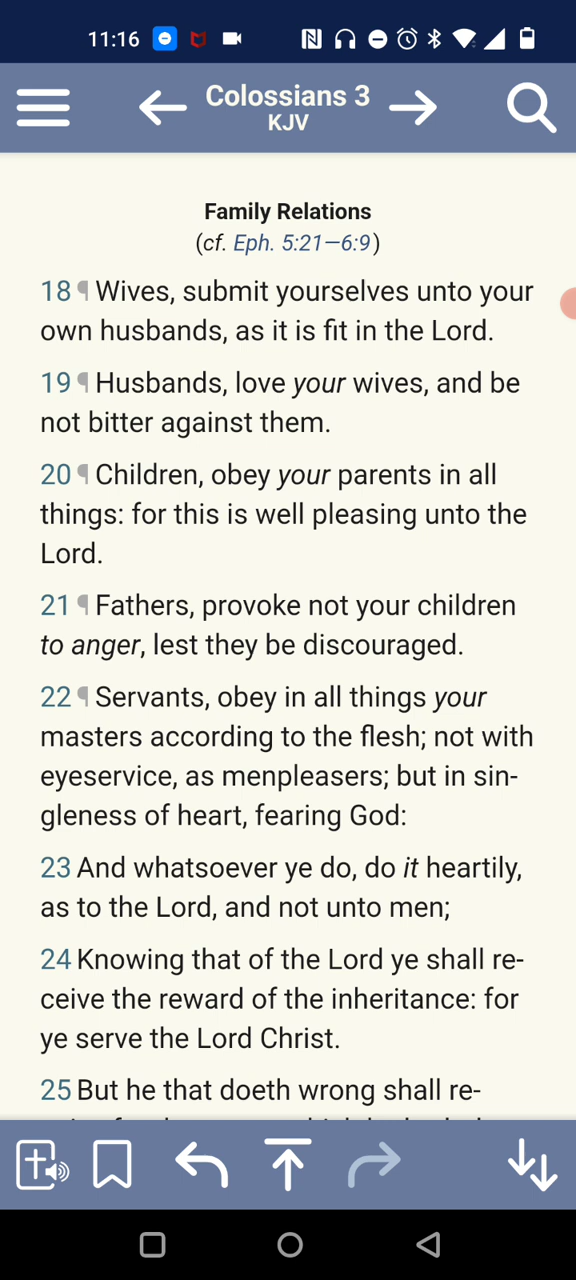 11:16
Colossians 3
KJV
Family Relations
(cf. Eph. 5:21—6:9)
18 ¶ Wives, submit yourselves unto your
own husbands, as it is fit in the Lord.
19 ¶ Husbands, love your wives, and be
not bitter against them.
20 ¶ Children, obey your parents in all
things: for this is well pleasing unto the
Lord.
21 ¶ Fathers, provoke not your children
to anger, lest they be discouraged.
22 ¶ Servants, obey in all things your
masters according to the flesh; not with
eyeservice, as menpleasers; but in sin-
gleness of heart, fearing God:
23 And whatsoever ye do, do it heartily,
as to the Lord, and not unto men;
24 Knowing that of the Lord ye shall re-
ceive the reward of the inheritance: for
ye serve the Lord Christ.
25 But he that doeth wrong shall re-